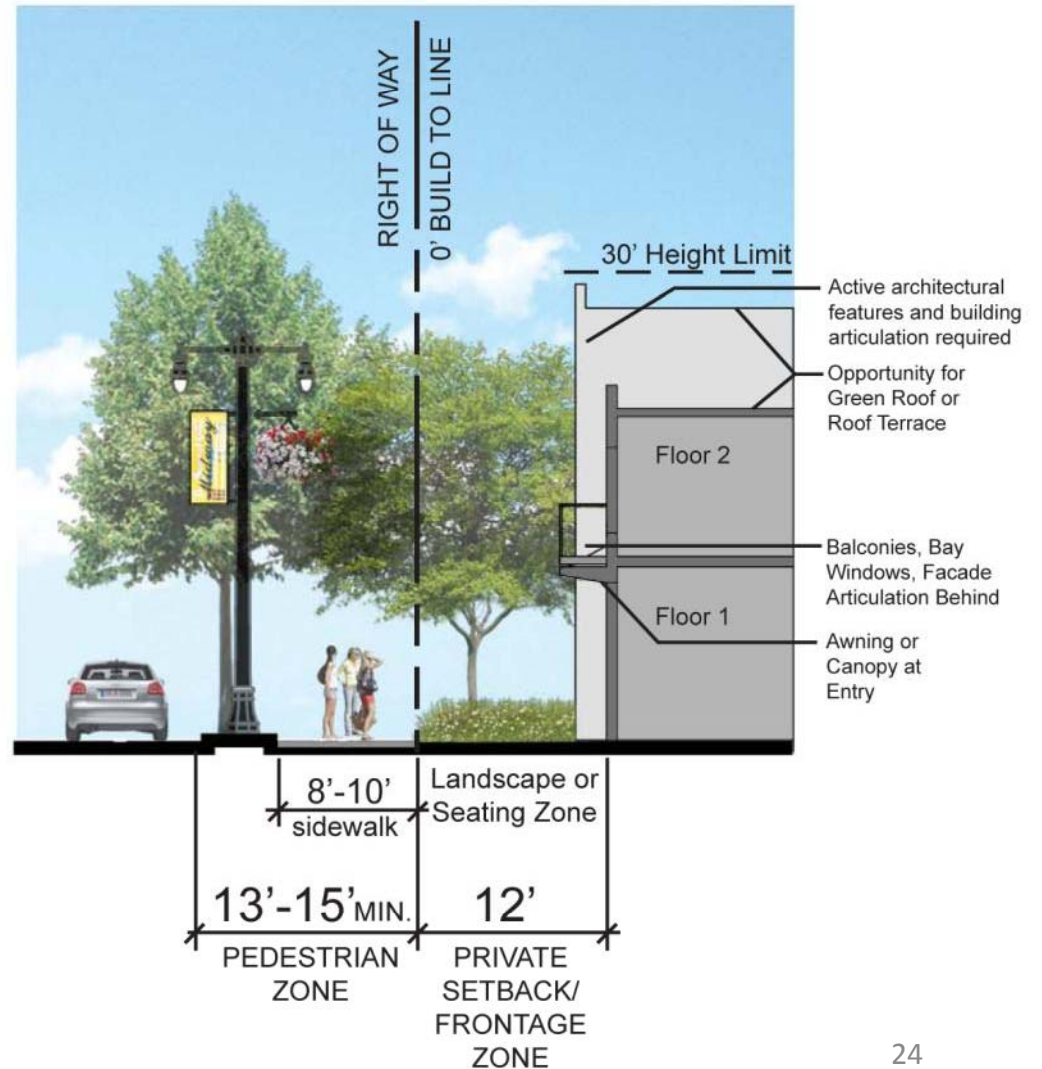 RIGHT OF WAY
0' BUILD TO LINE
30' Height Limit
Active architectural
features and building
articulation required
Opportunity for
Green Roof or
Roof Terrace
Floor 2
Midway
Balconies, Bay
Windows, Facade
Articulation Behind
Floor 1
Awning or
Canopy at
Entry
8'-10'
sidewalk
Landscape or
Seating Zone
13'-15' MIN.
PEDESTRIAN
ZONE
12'
PRIVATE
SETBACK/
FRONTAGE
ZONE
24